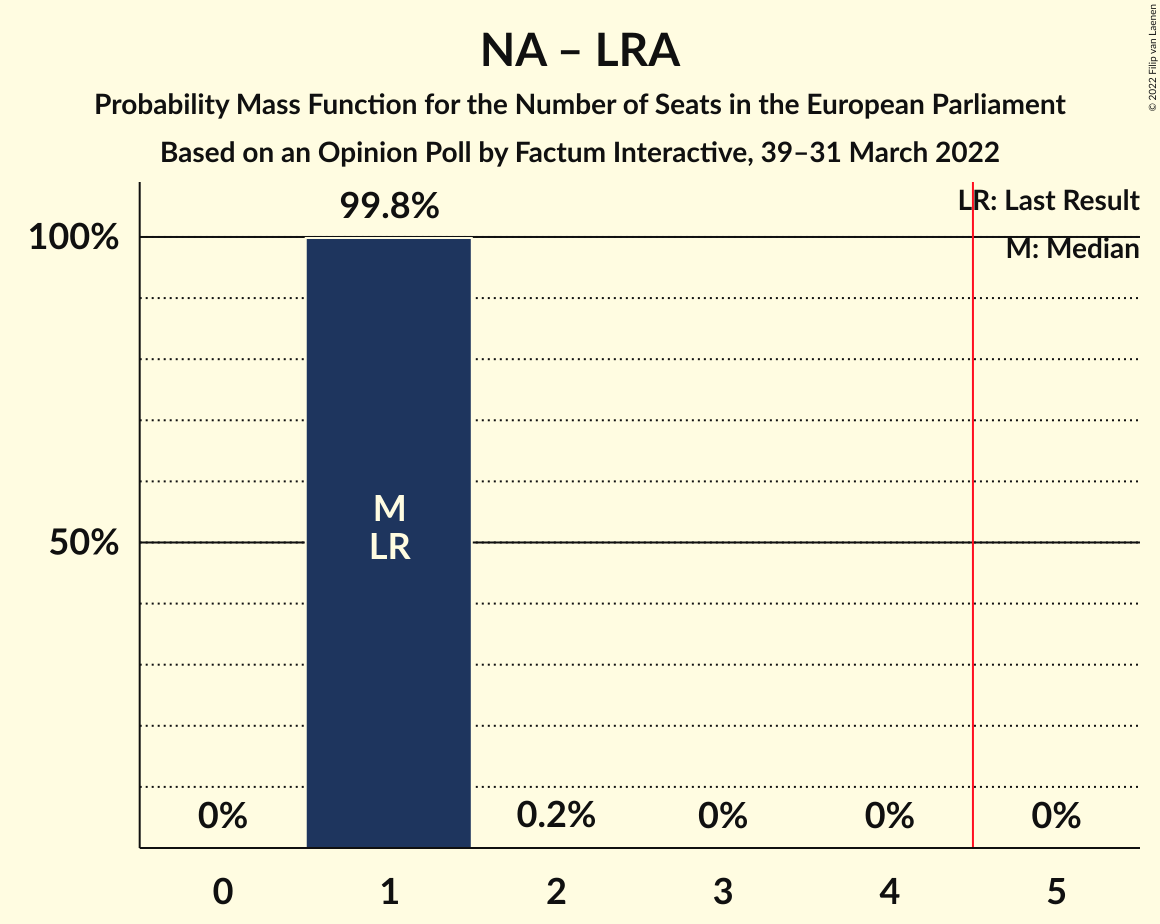 NA – LRA
Probability Mass Function for the Number of Seats in the European Parliament
Based on an Opinion Poll by Factum Interactive, 39–31 March 2022
© 2022 Filip van Laenen
LR: Last Result
M: Median
99.8%
100%
50%
M
LR
0%
0.2%
0%
0%
0%
0
1
2
3
4
5